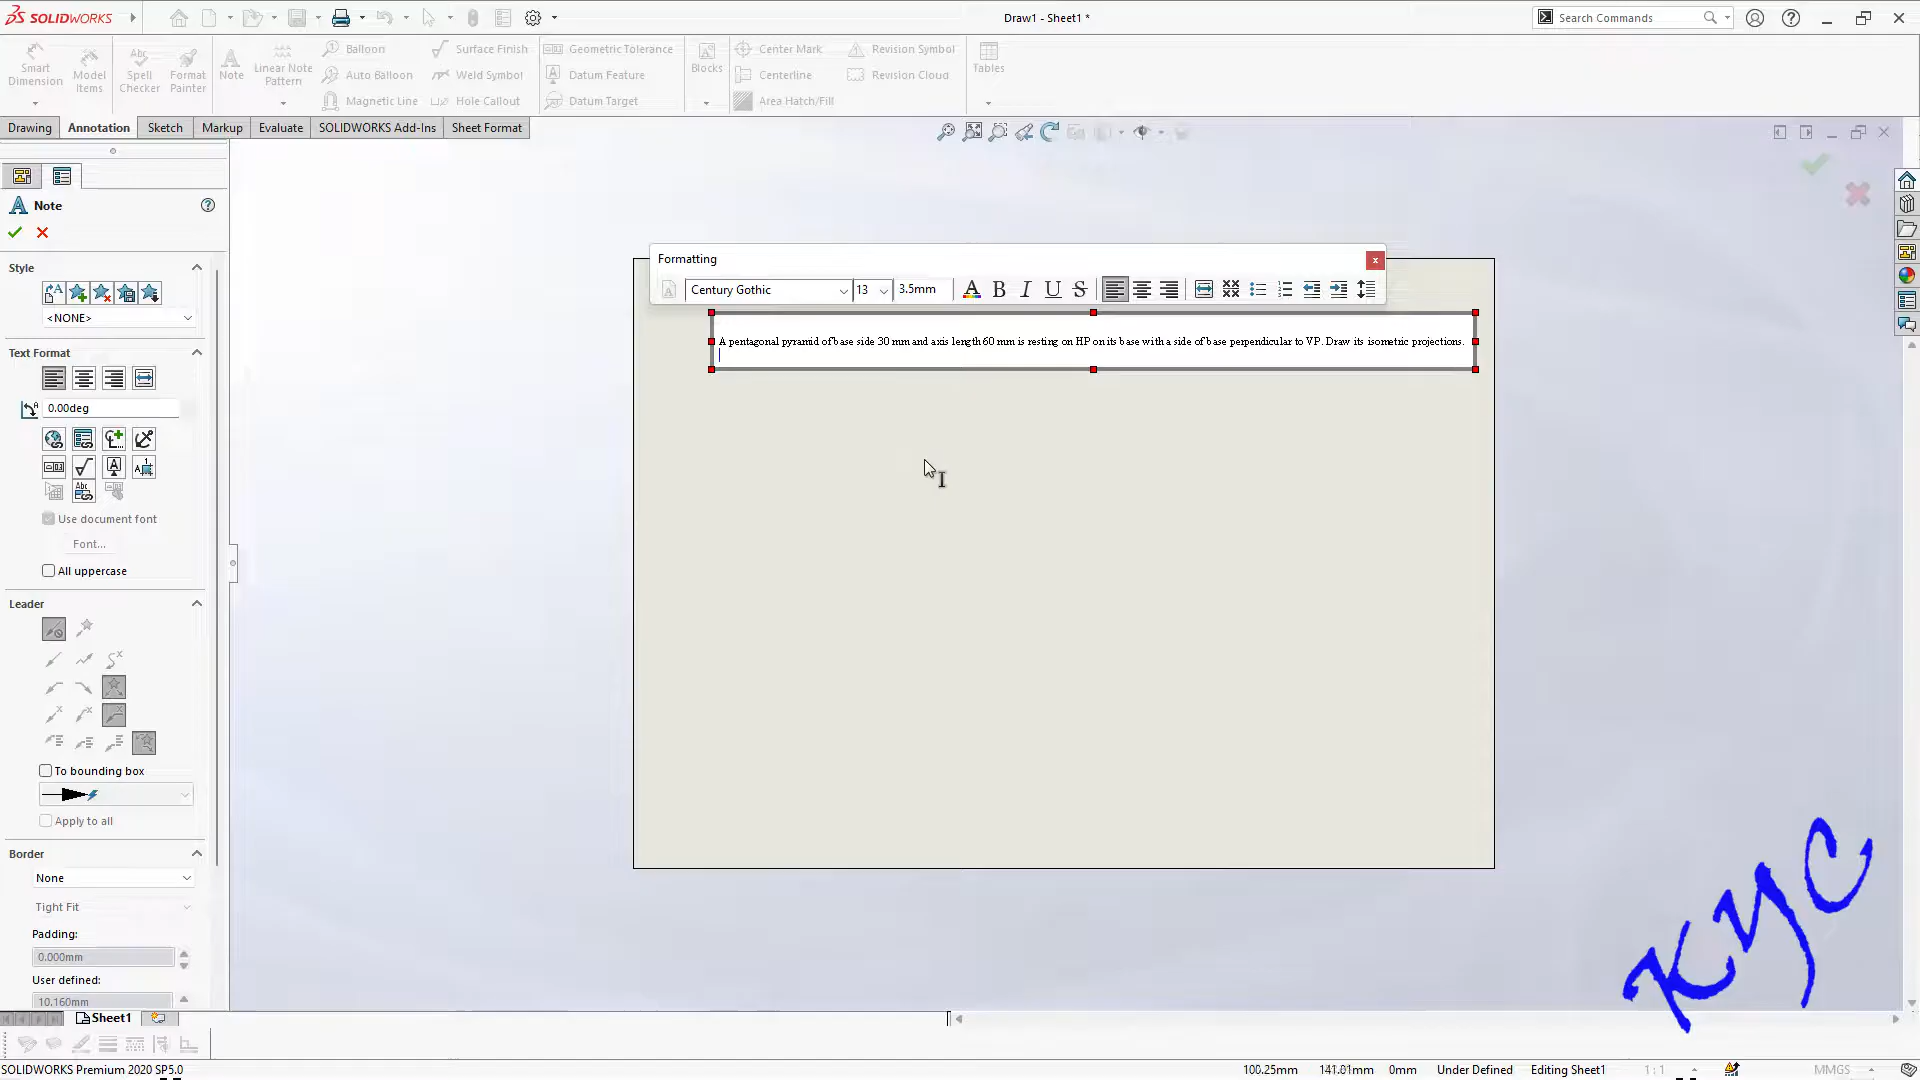 SOLIDWORKS
Draw1 - Sheet1 *
Search Commands
Smart Dimension
Model Items
Spell Checker
Format Painter
Note
Linear Note Pattern
Balloon
Auto Balloon
Magnetic Line
Surface Finish
Weld Symbol
Hole Callout
Geometric Tolerance
Datum Feature
Datum Target
Blocks
Center Mark
Centerline
Area Hatch/Fill
Revision Symbol
Revision Cloud
Tables
Drawing
Annotation
Sketch
Markup
Evaluate
SOLIDWORKS Add-Ins
Sheet Format
Note
Style
<NONE>
Text Format
0.00deg
Use document font
Font...
All uppercase
Leader
To bounding box
Apply to all
Border
None
Tight Fit
Padding:
0.000mm
User defined:
10.160mm
Formatting
Century Gothic
13
3.5mm
A pentagonal pyramid of base side 30 mm and axis length 60 mm is resting on HP on its base with a side of base perpendicular to VP. Draw its isometric projections.
KYC
Sheet1
SOLIDWORKS Premium 2020 SP5.0
100.25mm
141.01mm
0mm
Under Defined
Editing Sheet1
1 : 1
MMGS